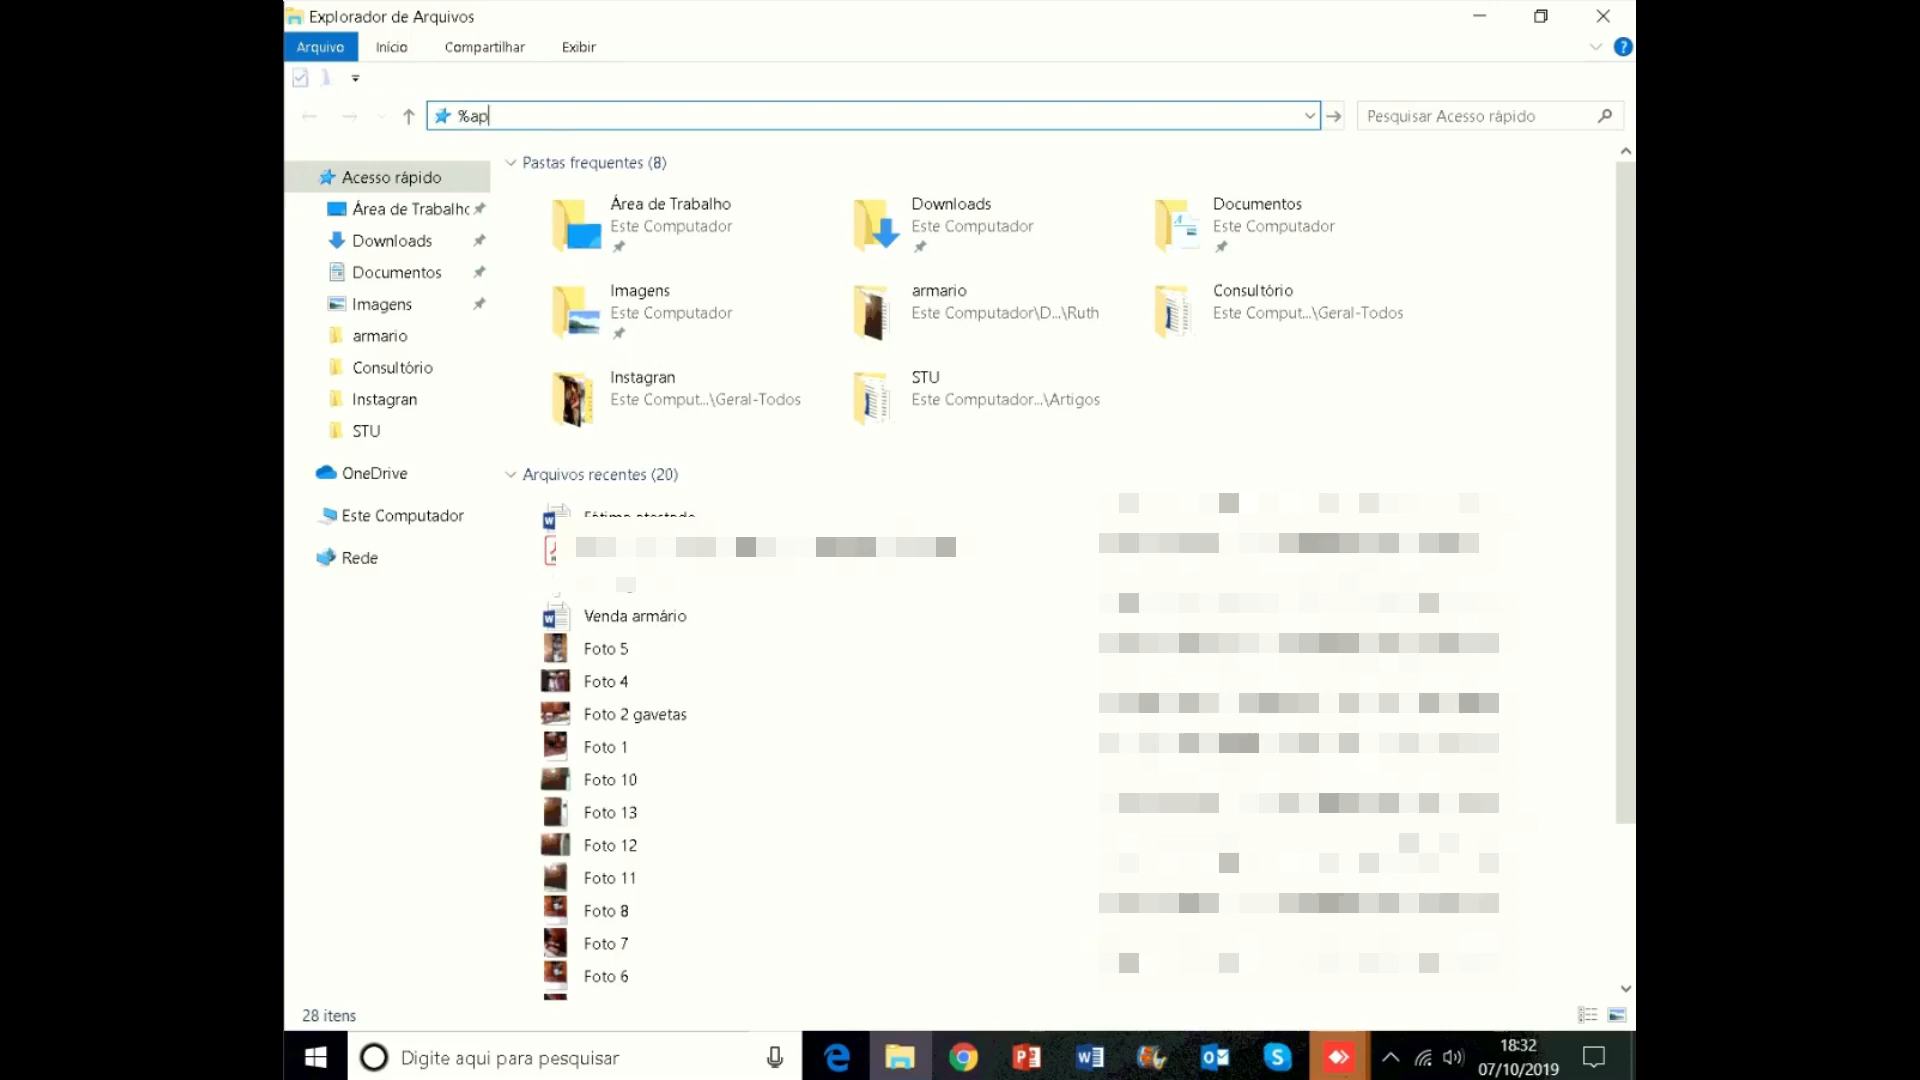 Explorador de Arquivos
Arquivo Início Compartilhar Exibir
%ap
Pesquisar Acesso rápido
Acesso rápido
Área de Trabalho
Downloads
Documentos
Imagens
armario
Consultório
Instagran
STU
OneDrive
Este Computador
Rede
Pastas frequentes (8)
Área de Trabalho
Este Computador
Downloads
Este Computador
Documentos
Este Computador
Imagens
Este Computador
armario
Este Computador\D...\Ruth
Consultório
Este Comput...\Geral-Todos
Instagran
Este Comput...\Geral-Todos
STU
Este Computador...\Artigos
Arquivos recentes (20)
Venda armário
Foto 5
Foto 4
Foto 2 gavetas
Foto 1
Foto 10
Foto 13
Foto 12
Foto 11
Foto 8
Foto 7
Foto 6
28 itens
Digite aqui para pesquisar
18:32
07/10/2019